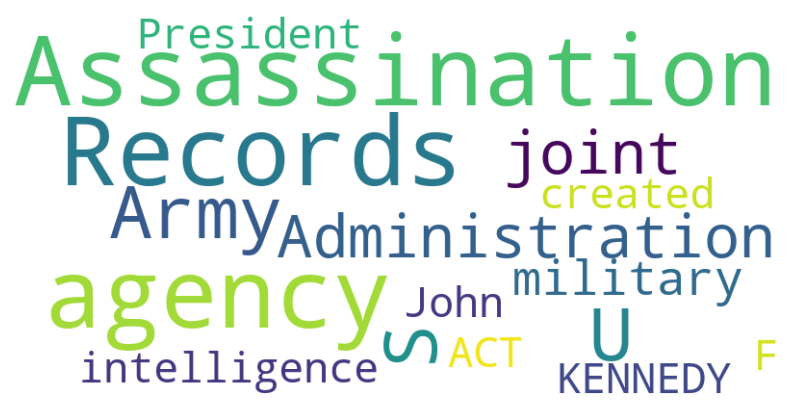 President
Assassination
Records joint
created
Army Administration
agency military
John U
S ACT F
intelligence KENNEDY